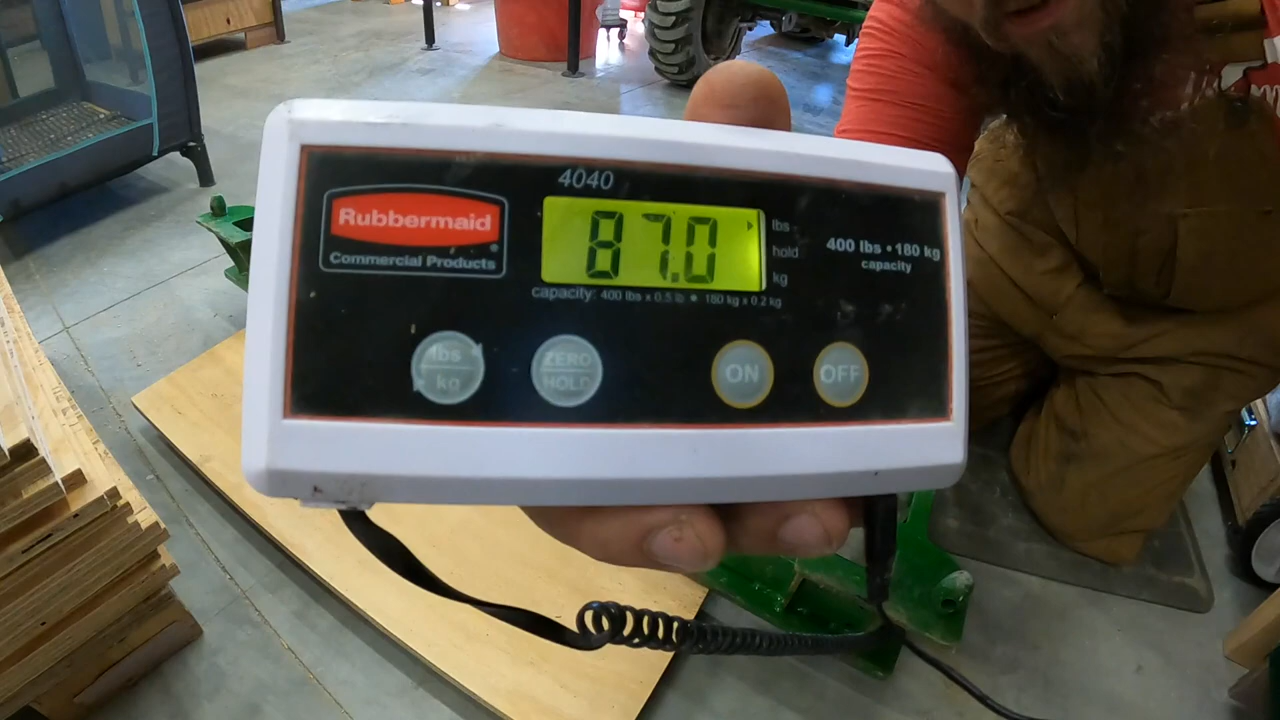 4040
Rubbermaid
Commercial Products
87.0
lbs
hold
kg
400 lbs • 180 kg
capacity
capacity: 400 lbs x 0.5 lb • 180 kg x 0.2 kg
lbs
kg
ZERO
HOLD
ON
OFF